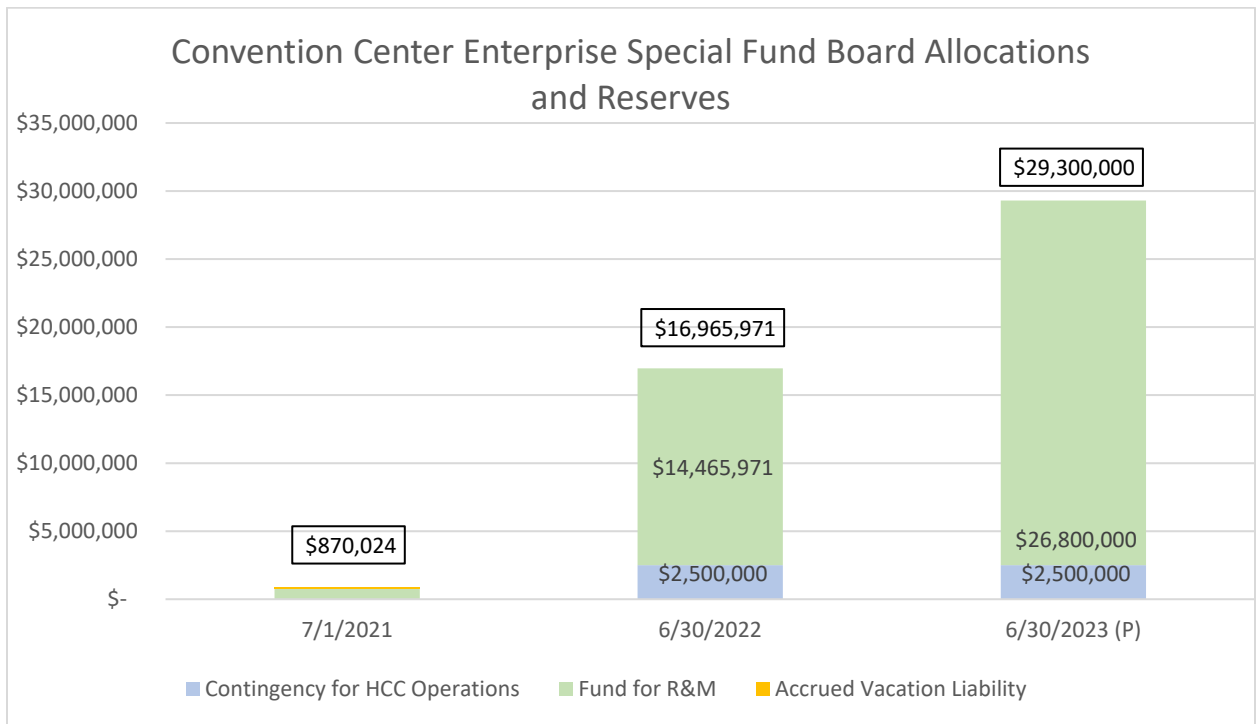 Convention Center Enterprise Special Fund Board Allocations
and Reserves
$35,000,000
$30,000,000
$25,000,000
$20,000,000
$15,000,000
$10,000,000
$5,000,000
$-
$870,024
$16,965,971
$14,465,971
$2,500,000
$29,300,000
$26,800,000
$2,500,000
7/1/2021
6/30/2022
6/30/2023 (P)
Contingency for HCC Operations
Fund for R&M
Accrued Vacation Liability